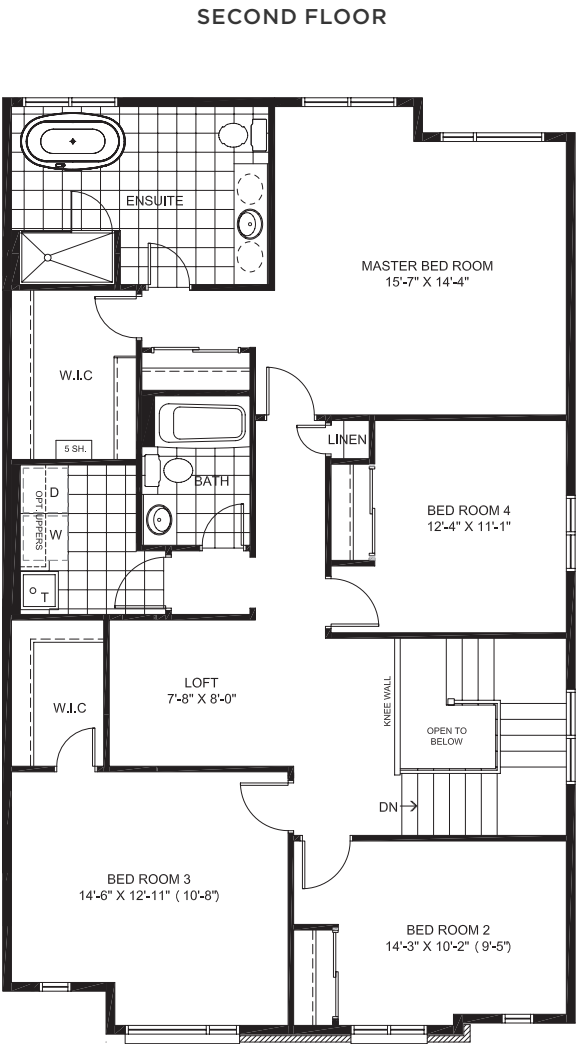 SECOND FLOOR
ENSUITE
MASTER BED ROOM
15'-7" X 14'-4"
W.I.C
5 SH.
LINEN
BATH
D
OPT. UPPERS
W
T
BED ROOM 4
12'-4" X 11'-1"
LOFT
7'-8" X 8'-0"
W.I.C
KNEE WALL
OPEN TO
BELOW
DN
BED ROOM 3
14'-6" X 12'-11" ( 10'-8")
BED ROOM 2
14'-3" X 10'-2" ( 9'-5")